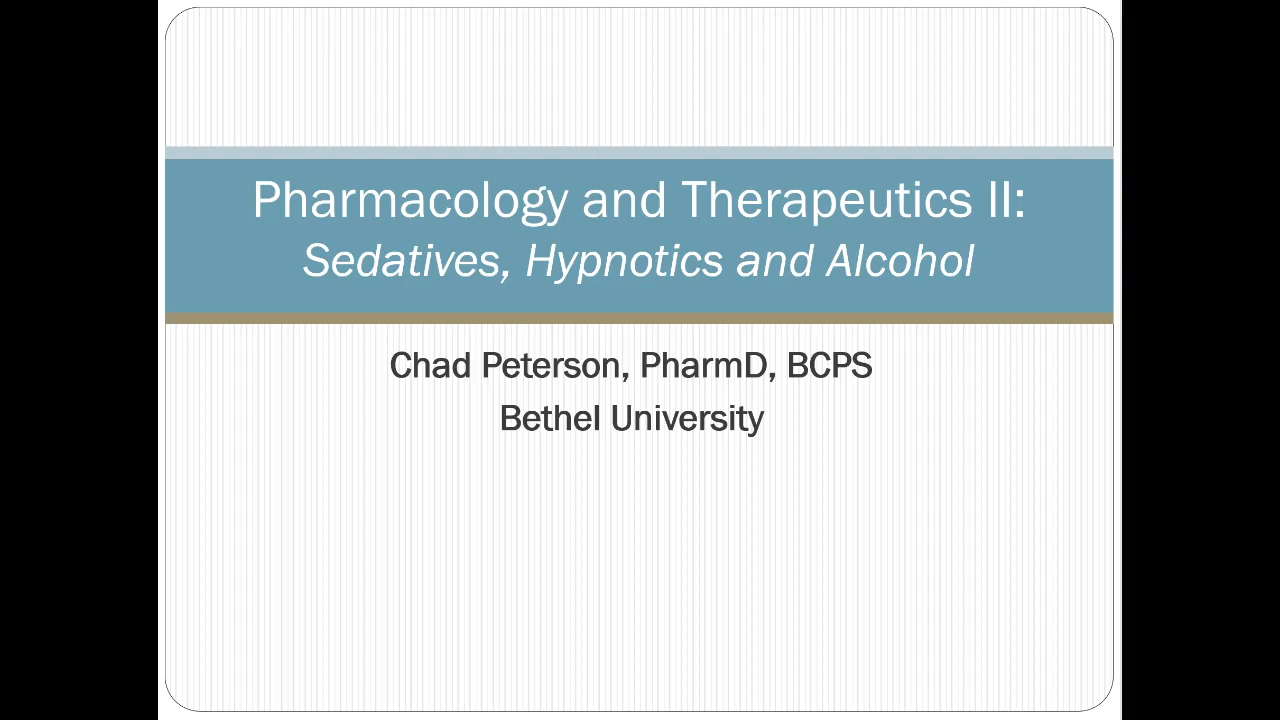 Pharmacology and Therapeutics II:
Sedatives, Hypnotics and Alcohol
Chad Peterson, PharmD, BCPS
Bethel University